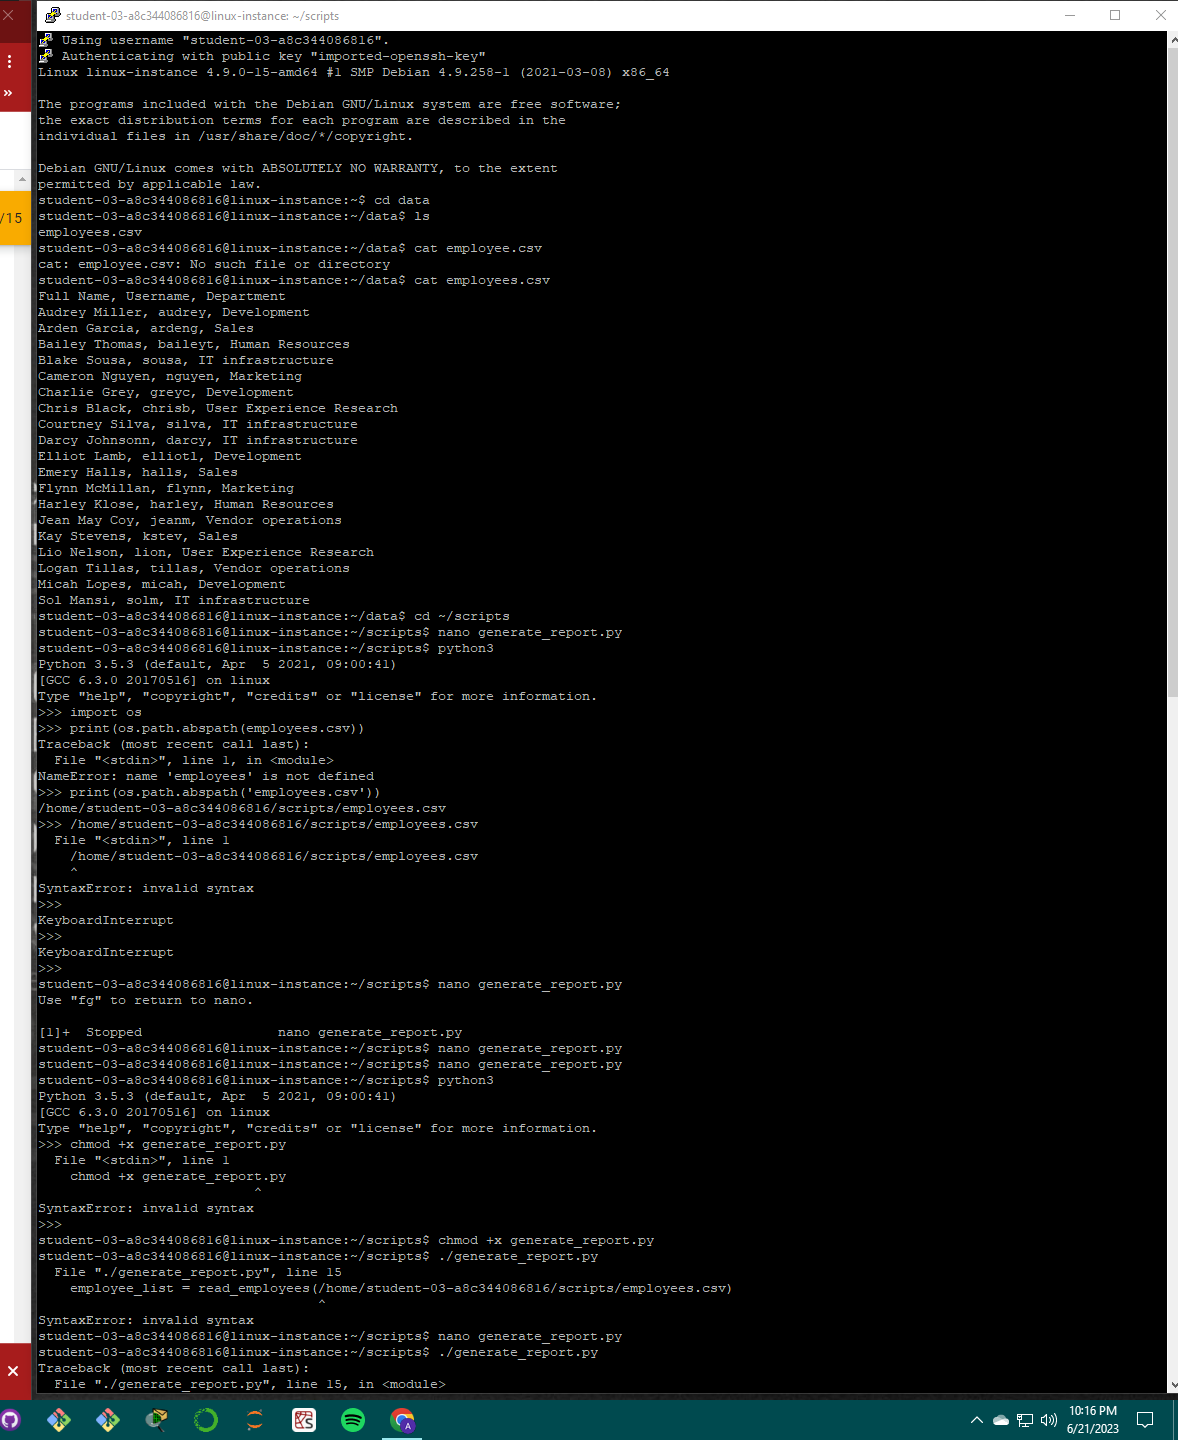 student-03-a8c344086816@linux-instance: ~/scripts
Using username "student-03-a8c344086816".
Authenticating with public key "imported-openssh-key"
Linux linux-instance 4.9.0-15-amd64 #1 SMP Debian 4.9.258-1 (2021-03-08) x86_64
The programs included with the Debian GNU/Linux system are free software;
the exact distribution terms for each program are described in the
individual files in /usr/share/doc/*/copyright.
Debian GNU/Linux comes with ABSOLUTELY NO WARRANTY, to the extent
permitted by applicable law.
student-03-a8c344086816@linux-instance:~$ cd data
student-03-a8c344086816@linux-instance:~/data$ ls
/15
employees.csv
student-03-a8c344086816@linux-instance:~/data$ cat employee.csv
cat: employee.csv: No such file or directory
student-03-a8c344086816@linux-instance:~/data$ cat employees.csv
Full Name, Username, Department
Audrey Miller, audrey, Development
Arden Garcia, ardeng, Sales
Bailey Thomas, baileyt, Human Resources
Blake Sousa, sousa, IT infrastructure
Cameron Nguyen, nguyen, Marketing
Charlie Grey, greyc, Development
Chris Black, chrisb, User Experience Research
Courtney Silva, silva, IT infrastructure
Darcy Johnsonn, darcy, IT infrastructure
Elliot Lamb, elliotl, Development
Emery Halls, halls, Sales
Flynn McMillan, flynn, Marketing
Harley Klose, harley, Human Resources
Jean May Coy, jeanm, Vendor operations
Kay Stevens, kstev, Sales
Lio Nelson, lion, User Experience Research
Logan Tillas, tillas, Vendor operations
Micah Lopes, micah, Development
Sol Mansi, solm, IT infrastructure
student-03-a8c344086816@linux-instance:~/data$ cd ~/scripts
student-03-a8c344086816@linux-instance:~/scripts$ nano generate_report.py
student-03-a8c344086816@linux-instance:~/scripts$ python3
Python 3.5.3 (default, Apr  5 2021, 09:00:41)
[GCC 6.3.0 20170516] on linux
Type "help", "copyright", "credits" or "license" for more information.
>>> import os
>>> print(os.path.abspath(employees.csv))
Traceback (most recent call last):
  File "<stdin>", line 1, in <module>
NameError: name 'employees' is not defined
>>> print(os.path.abspath('employees.csv'))
/home/student-03-a8c344086816/scripts/employees.csv
>>> /home/student-03-a8c344086816/scripts/employees.csv
  File "<stdin>", line 1
    /home/student-03-a8c344086816/scripts/employees.csv
    ^
SyntaxError: invalid syntax
>>>
KeyboardInterrupt
>>>
KeyboardInterrupt
>>>
student-03-a8c344086816@linux-instance:~/scripts$ nano generate_report.py
Use "fg" to return to nano.
[1]+  Stopped                 nano generate_report.py
student-03-a8c344086816@linux-instance:~/scripts$ nano generate_report.py
student-03-a8c344086816@linux-instance:~/scripts$ nano generate_report.py
student-03-a8c344086816@linux-instance:~/scripts$ python3
Python 3.5.3 (default, Apr  5 2021, 09:00:41)
[GCC 6.3.0 20170516] on linux
Type "help", "copyright", "credits" or "license" for more information.
>>> chmod +x generate_report.py
  File "<stdin>", line 1
    chmod +x generate_report.py
                           ^
SyntaxError: invalid syntax
>>>
student-03-a8c344086816@linux-instance:~/scripts$ chmod +x generate_report.py
student-03-a8c344086816@linux-instance:~/scripts$ ./generate_report.py
  File "./generate_report.py", line 15
    employee_list = read_employees(/home/student-03-a8c344086816/scripts/employees.csv)
                                   ^
SyntaxError: invalid syntax
student-03-a8c344086816@linux-instance:~/scripts$ nano generate_report.py
student-03-a8c344086816@linux-instance:~/scripts$ ./generate_report.py
Traceback (most recent call last):
  File "./generate_report.py", line 15, in <module>
10:16 PM
6/21/2023